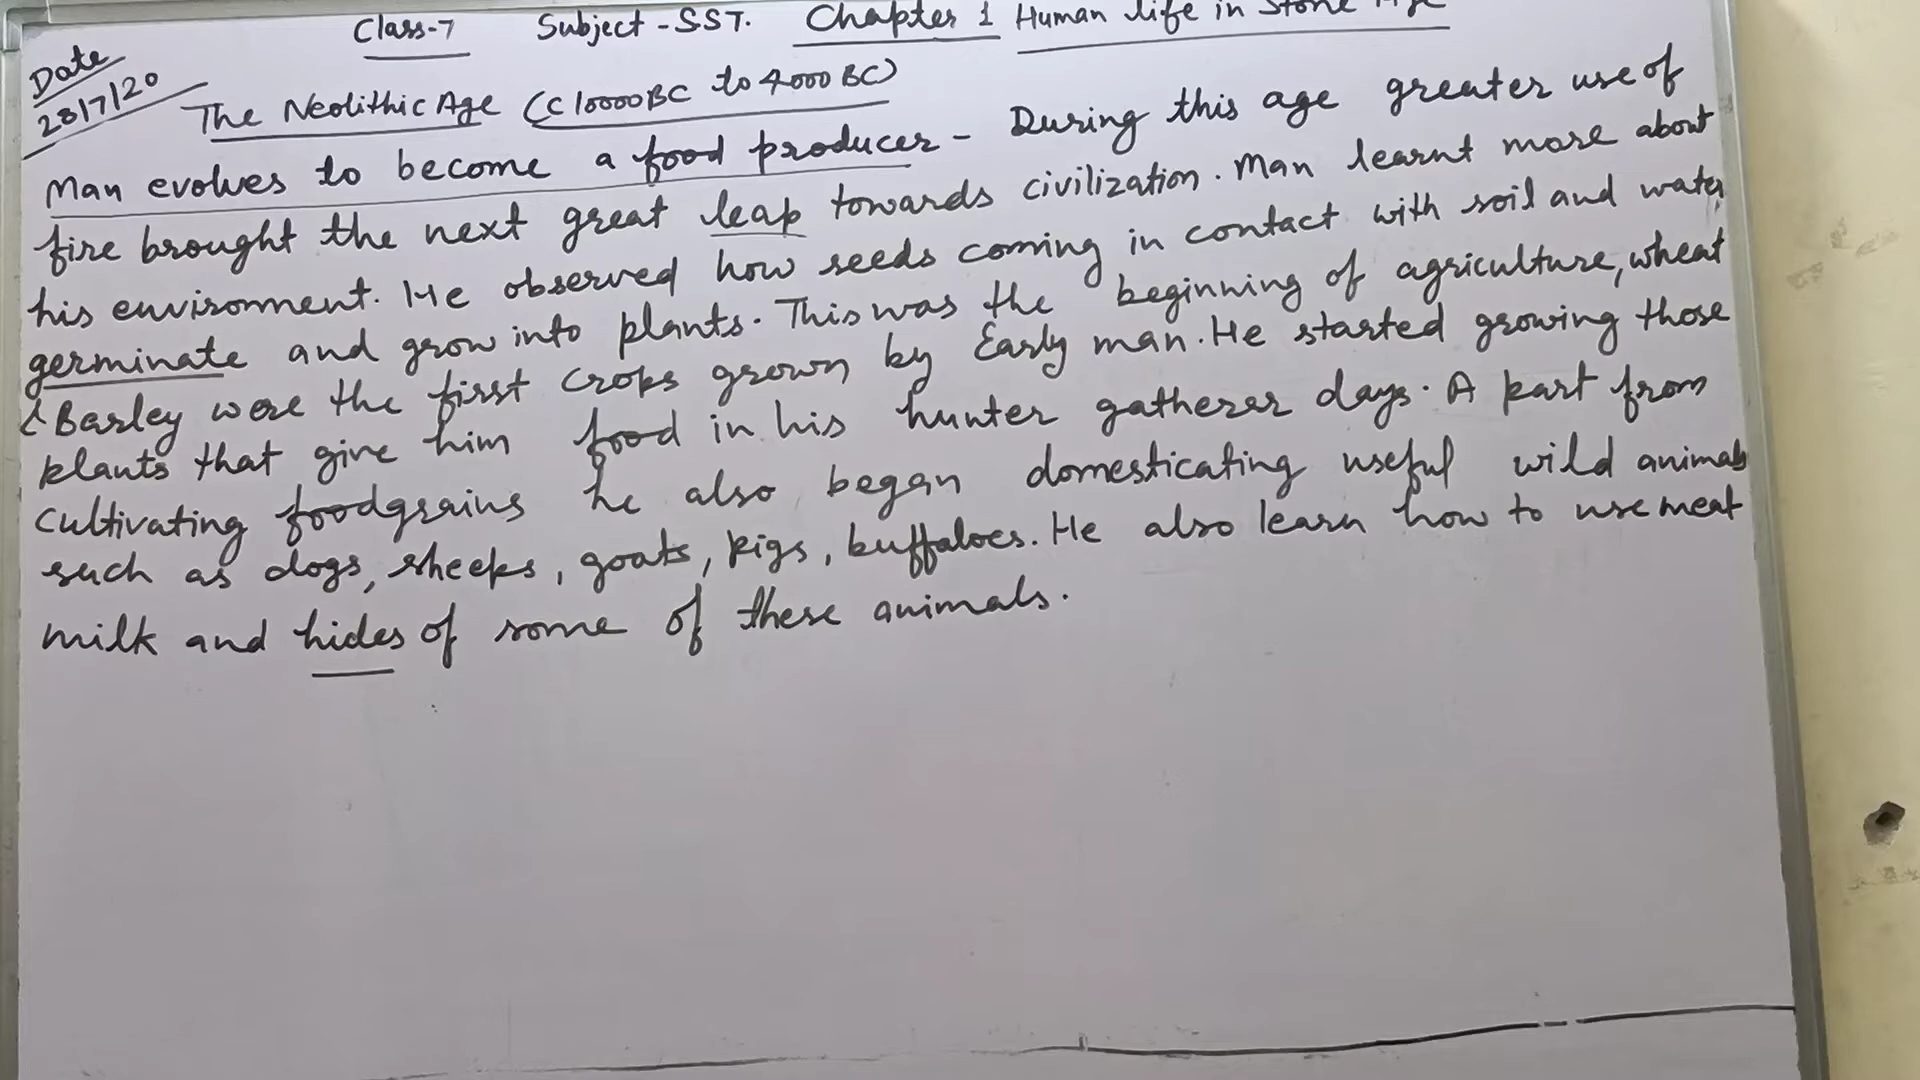 Class-7 Subject - SST. Chapter 1 Human life in Stone Age
Date
28/7/20
The Neolithic Age (C 10000BC to 4000 BC)
Man evolves to become a food producer - During this age greater use of
fire brought the next great leap towards civilization. Man learnt more about
his environment. He observed how seeds coming in contact with soil and water
germinate and grow into plants. This was the beginning of agriculture, wheat
& Barley were the first crops grown by Early man. He started growing those
plants that give him food in his hunter gatherer days. A part from
cultivating foodgrains he also began domesticating useful wild animals
such as dogs, sheeps, goats, pigs, buffaloes. He also learn how to use meat
milk and hides of some of these animals.